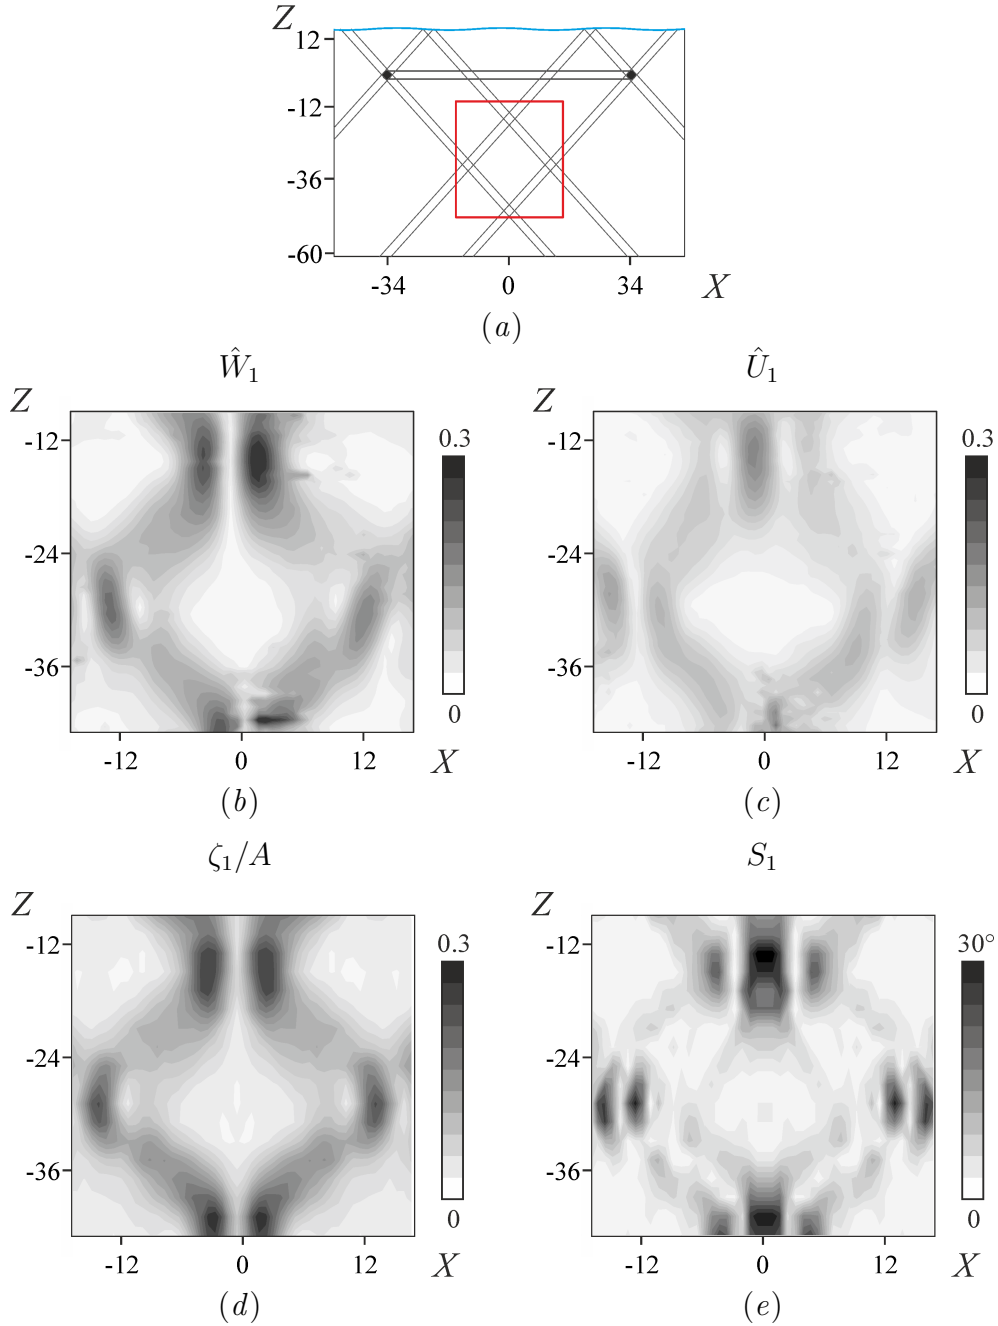 Z
12
-12
-36
-60
-34 0 34 X
(a)
Ŵ₁ Û₁
Z Z
0.3 0.3
-12 -12
-24 -24
-36 -36
0 0
-12 0 12 X -12 0 12 X
(b) (c)
ζ₁/A S₁
Z Z
0.3 30°
-12 -12
-24 -24
-36 -36
0 0
-12 0 12 X -12 0 12 X
(d) (e)